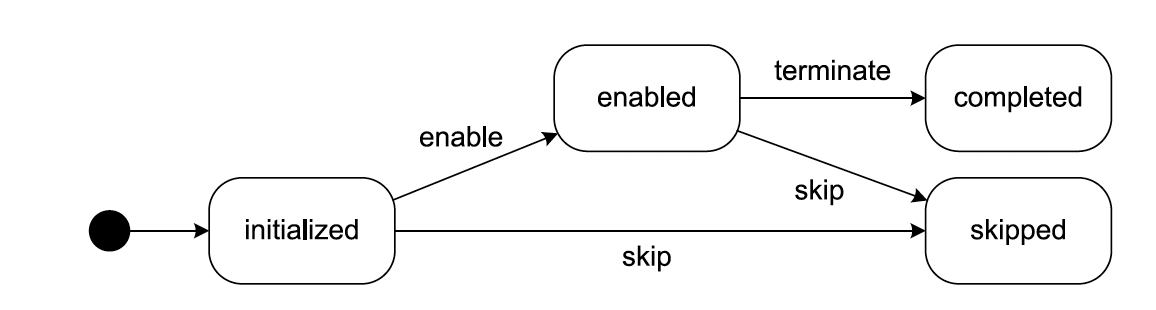 enabled
terminate
completed
enable
skip
initialized
skipped
skip